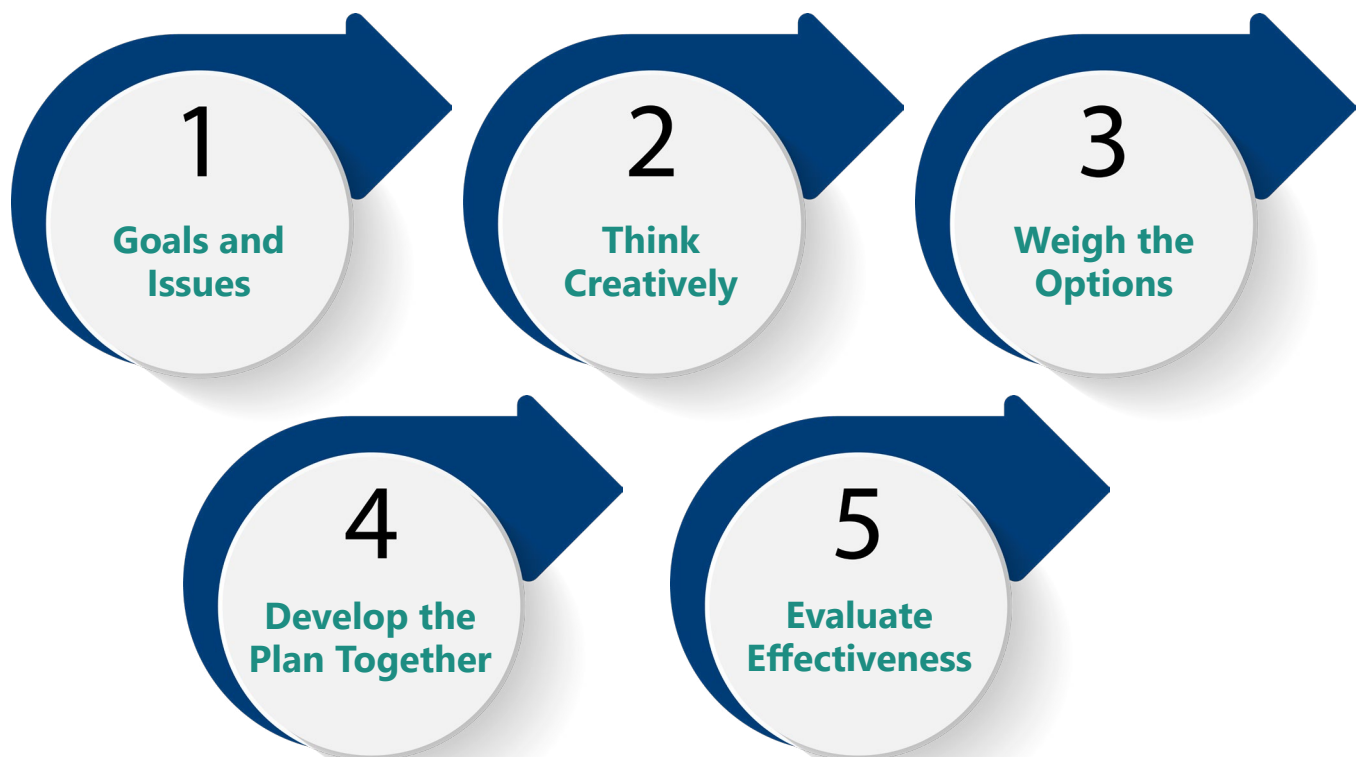 1
Goals and
Issues
2
Think
Creatively
3
Weigh the
Options
4
Develop the
Plan Together
5
Evaluate
Effectiveness